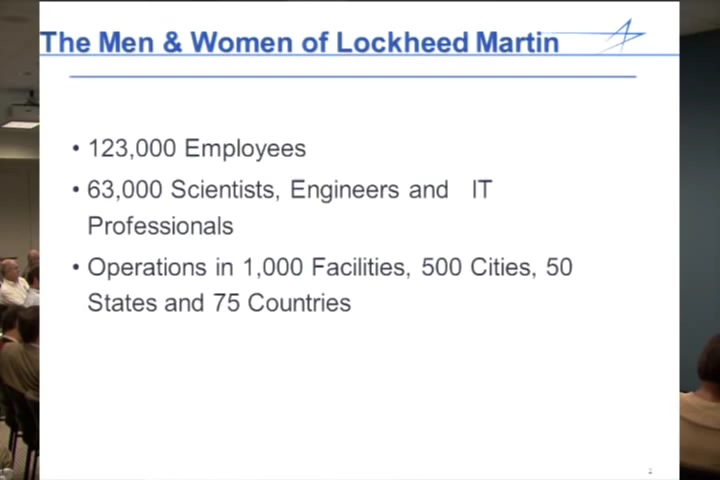 The Men & Women of Lockheed Martin
• 123,000 Employees
• 63,000 Scientists, Engineers and IT
Professionals
• Operations in 1,000 Facilities, 500 Cities, 50
States and 75 Countries
2